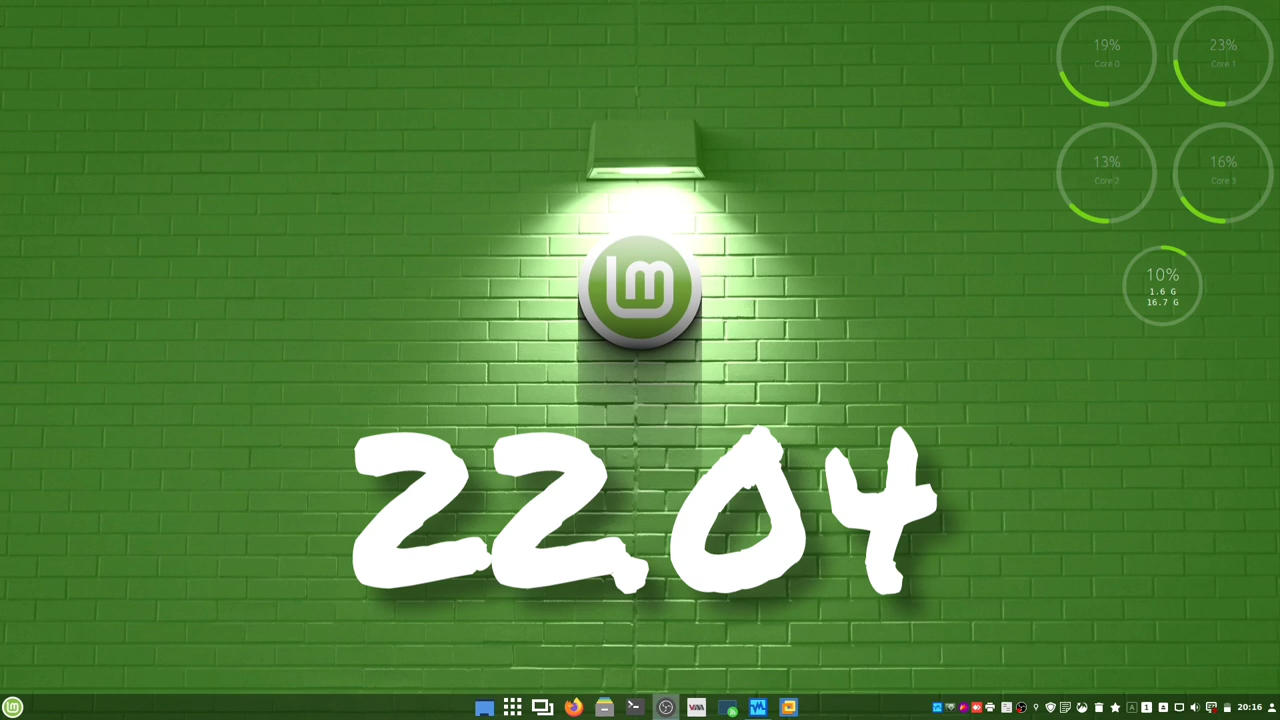 19%
Core 0
23%
Core 1
13%
Core 2
16%
Core 3
10%
1.6 G
16.7 G
lm
22.04
20:16